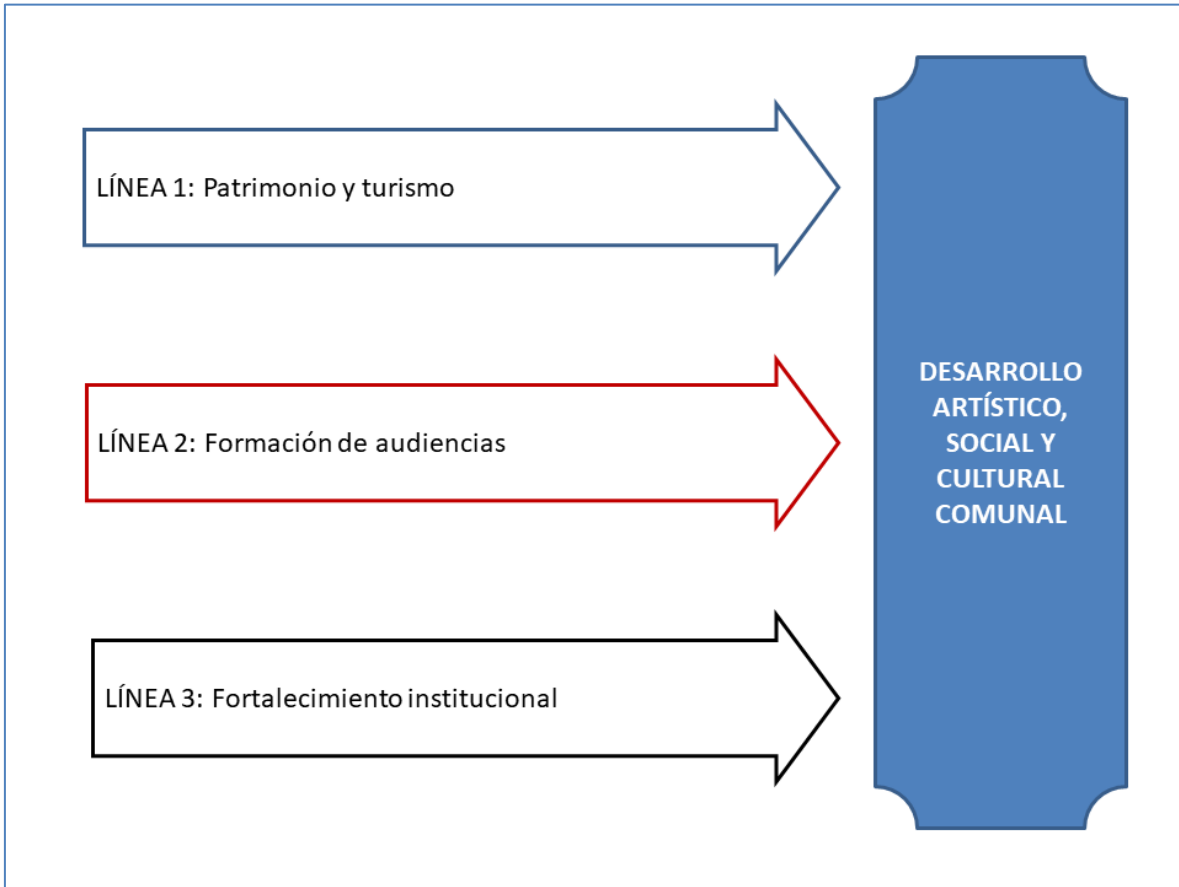 LÍNEA 1: Patrimonio y turismo
LÍNEA 2: Formación de audiencias
LÍNEA 3: Fortalecimiento institucional
DESARROLLO
ARTÍSTICO,
SOCIAL Y
CULTURAL
COMUNAL